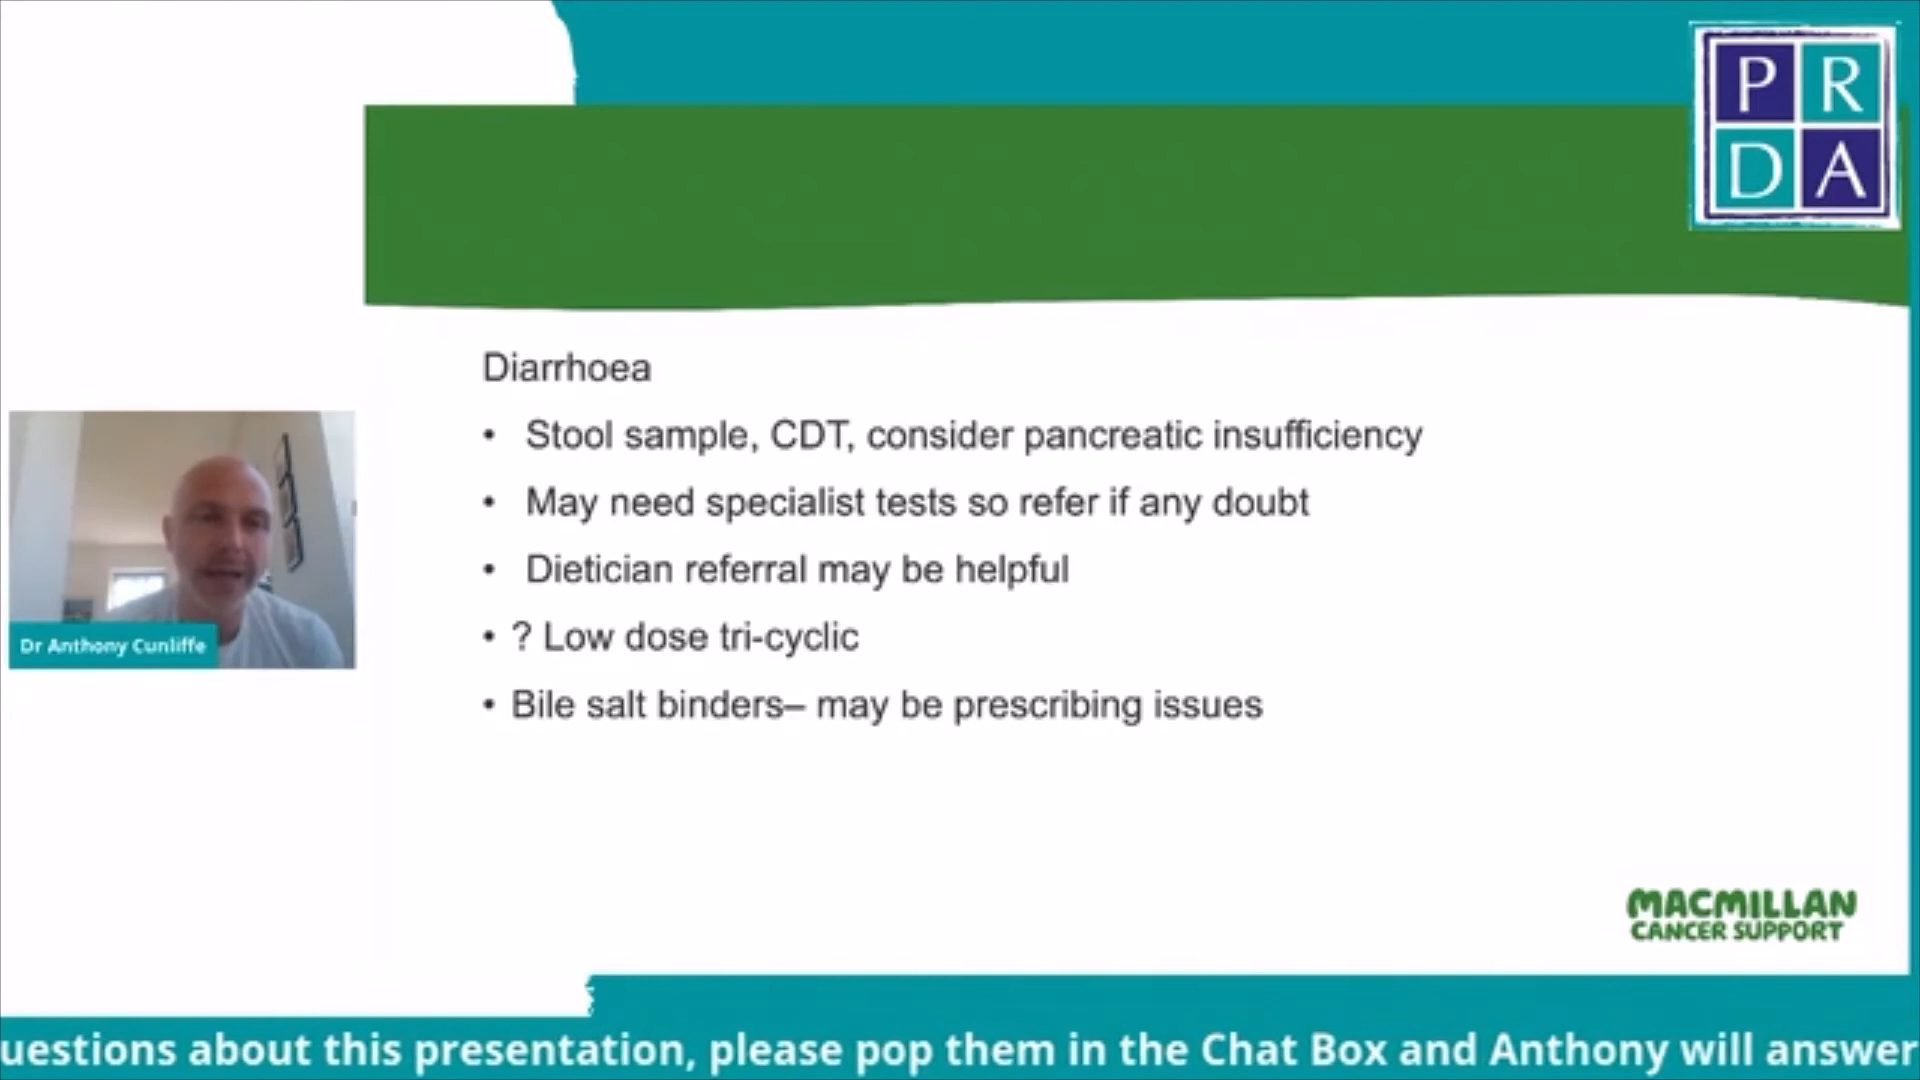 P R
D A
Diarrhoea
• Stool sample, CDT, consider pancreatic insufficiency
• May need specialist tests so refer if any doubt
• Dietician referral may be helpful
• ? Low dose tri-cyclic
• Bile salt binders– may be prescribing issues
Dr Anthony Cunliffe
MACMILLAN
CANCER SUPPORT
uestions about this presentation, please pop them in the Chat Box and Anthony will answer